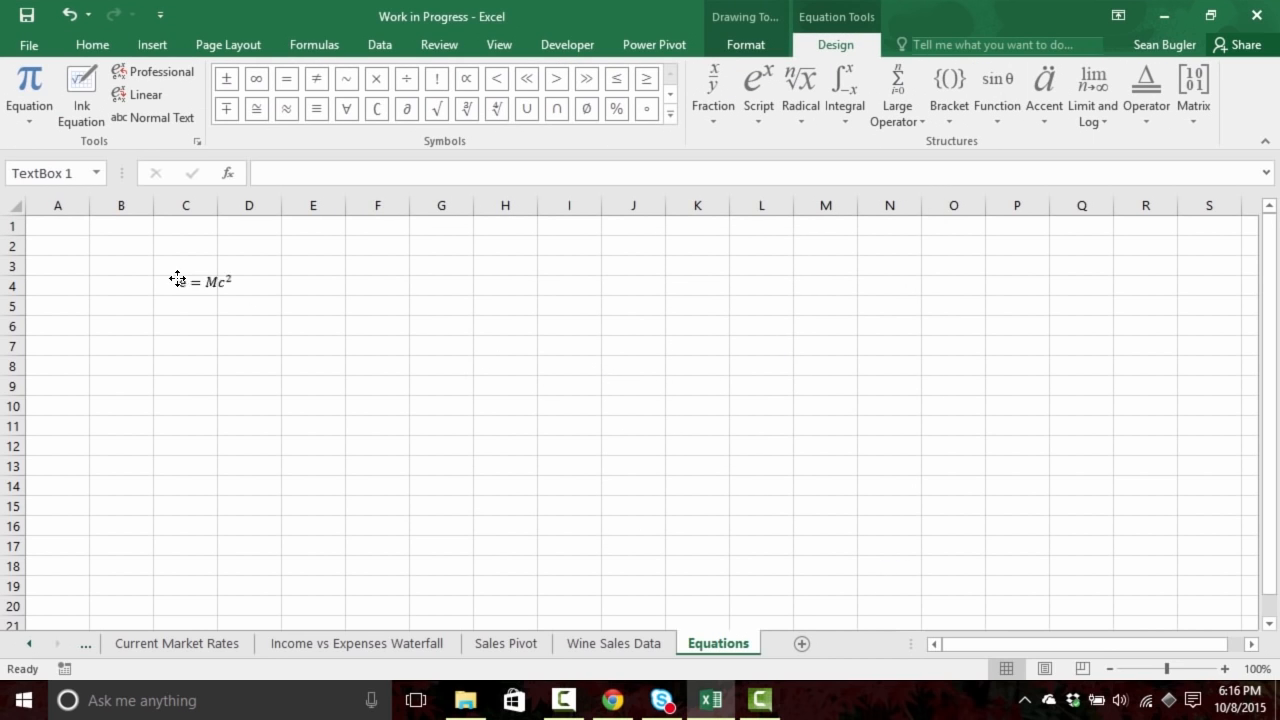 Work in Progress - Excel
Drawing To... Equation Tools
File Home Insert Page Layout Formulas Data Review View Developer Power Pivot Format Design Tell me what you want to do... Sean Bugler Share
π ± ∞ = ≠ ~ × ÷ ! ∝ < ≪ > ≫ ≤ ≥
∓ ≅ ≈ ≡ ∀ ∁ ∂ √ ∛ ∜ ∪ ∩ ∅ % °
Professional
Linear
abc Normal Text
Equation Ink Equation Fraction Script Radical Integral Large Operator Bracket Function Accent Limit and Log Operator Matrix
Tools Symbols Structures
TextBox 1 fx
A B C D E F G H I J K L M N O P Q R S
1
2
3
4 = Mc²
5
6
7
8
9
10
11
12
13
14
15
16
17
18
19
20
21
... Current Market Rates Income vs Expenses Waterfall Sales Pivot Wine Sales Data Equations
Ready 100%
Ask me anything 6:16 PM
10/8/2015